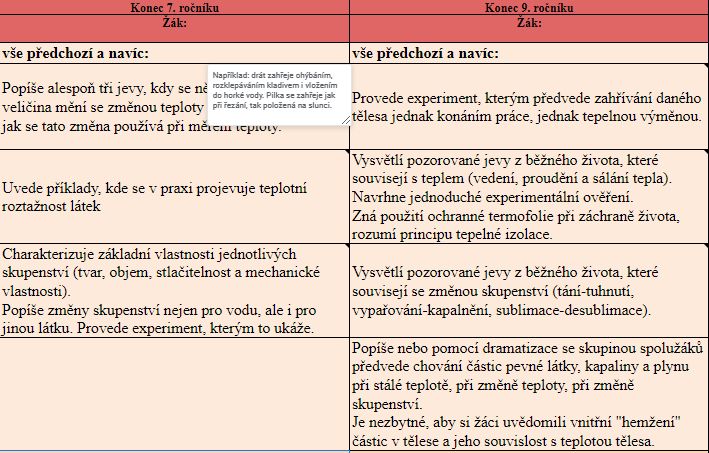 Konec 7. ročníku
Žák:
vše předchozí a navíc:
Popíše alespoň tři jevy, kdy se
veličina mění se změnou teploty
jak se tato změna používá při měření teploty.
Například: drát zahřeje ohýbáním,
rozklepáváním kladivem i vložením
do horké vody. Pilka se zahřeje jak
při řezání, tak položená na slunci.
Uvede příklady, kde se v praxi projevuje teplotní
roztažnost látek
Charakterizuje základní vlastnosti jednotlivých
skupenství (tvar, objem, stlačitelnost a mechanické
vlastnosti).
Popíše změny skupenství nejen pro vodu, ale i pro
jinou látku. Provede experiment, kterým to ukáže.
Konec 9. ročníku
Žák:
vše předchozí a navíc:
Provede experiment, kterým předvede zahřívání daného
tělesa jednak konáním práce, jednak tepelnou výměnou.
Vysvětlí pozorované jevy z běžného života, které
souvisejí s teplem (vedení, proudění a sálání tepla).
Navrhne jednoduché experimentální ověření.
Zná použití ochranné termofolie při záchraně života,
rozumí principu tepelné izolace.
Vysvětlí pozorované jevy z běžného života, které
souvisejí se změnou skupenství (tání-tuhnutí,
vypařování-kapalnění, sublimace-desublimace).
Popíše nebo pomocí dramatizace se skupinou spolužáků
předvede chování částic pevné látky, kapaliny a plynu
při stálé teplotě, při změně teploty, při změně
skupenství.
Je nezbytné, aby si žáci uvědomili vnitřní "hemžení"
částic v tělese a jeho souvislost s teplotou tělesa.